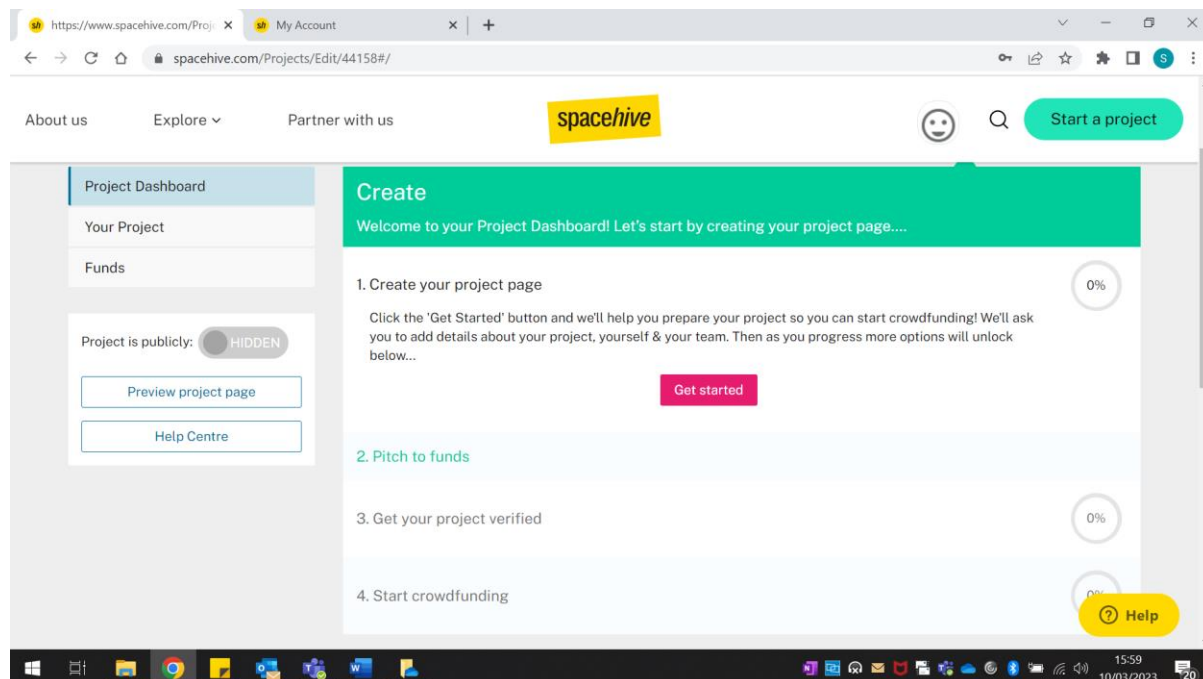 https://www.spacehive.com/Proj
My Account
spacehive.com/Projects/Edit/44158#/
S
About us
Explore
Partner with us
spacehive
Start a project
Project Dashboard
Your Project
Funds
Project is publicly:
HIDDEN
Preview project page
Help Centre
Create
Welcome to your Project Dashboard! Let's start by creating your project page....
1. Create your project page
0%
Click the 'Get Started' button and we'll help you prepare your project so you can start crowdfunding! We'll ask
you to add details about your project, yourself & your team. Then as you progress more options will unlock
below...
Get started
2. Pitch to funds
3. Get your project verified
0%
4. Start crowdfunding
Help
15:59
10/03/2023
20